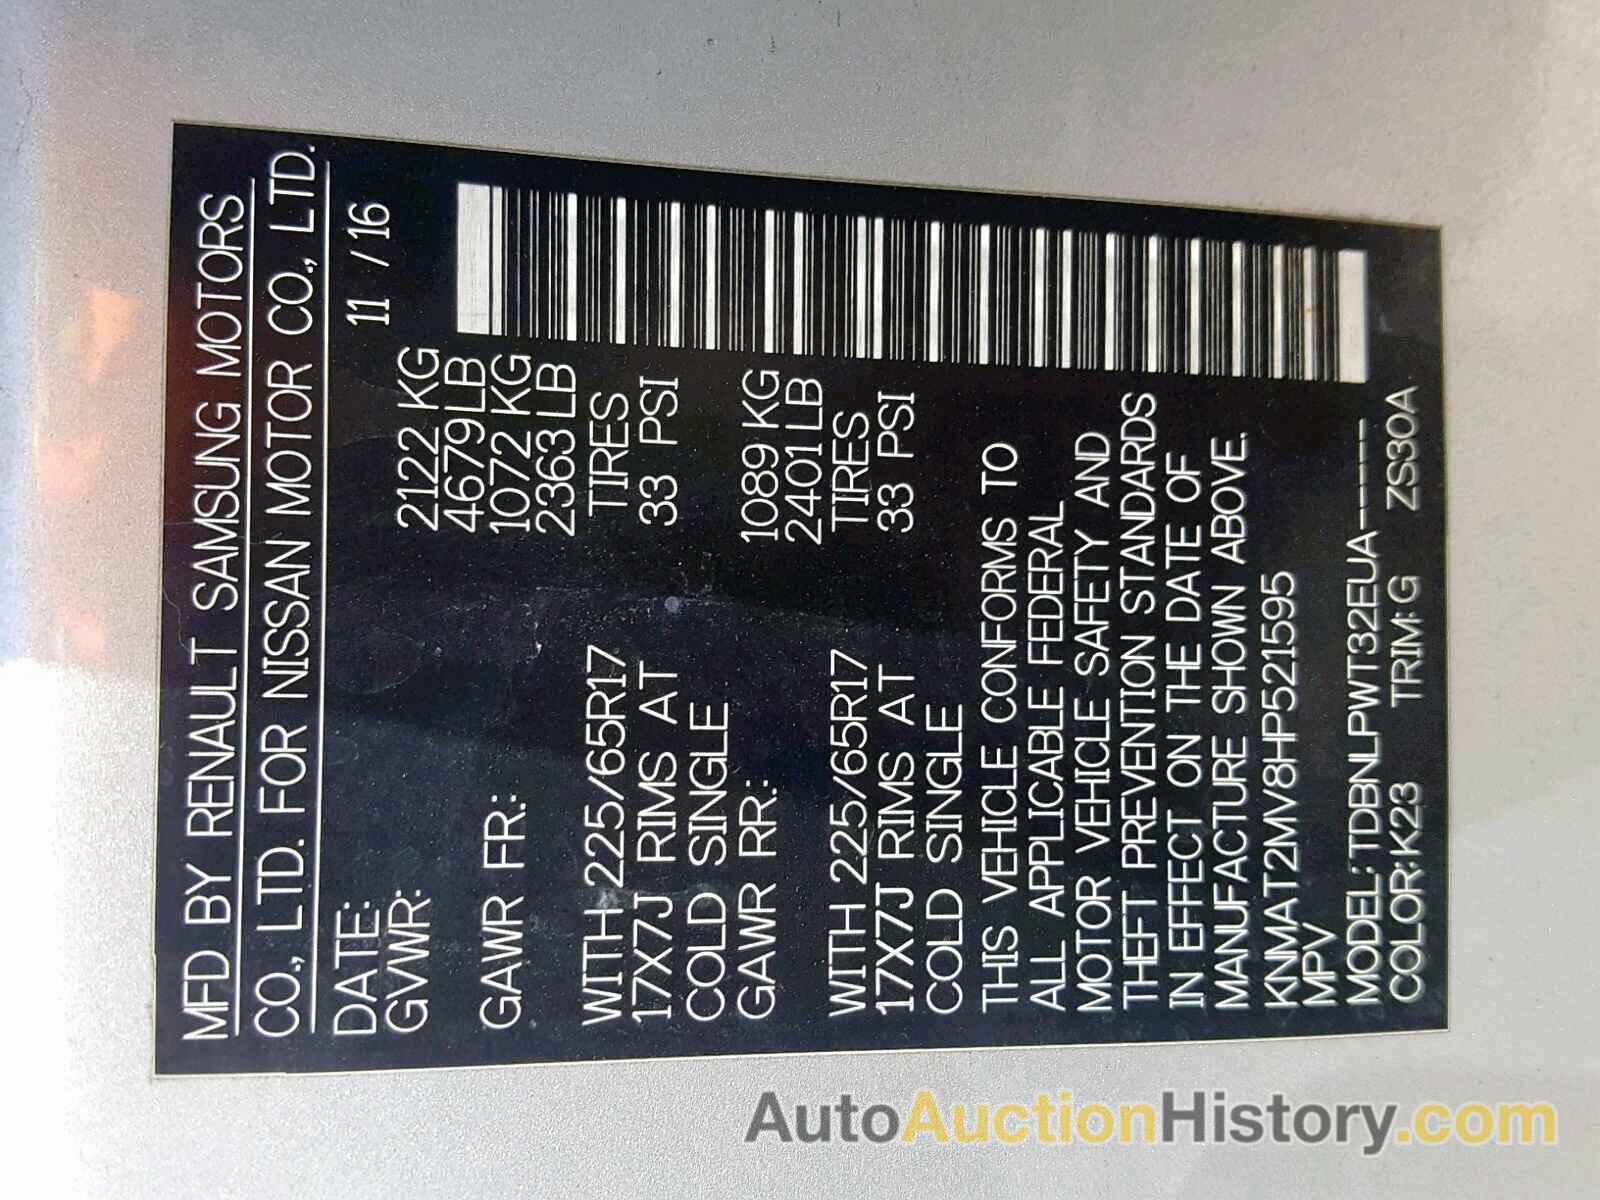 MFD BY RENAULT SAMSUNG MOTORS
CO., LTD. FOR NISSAN MOTOR CO., LTD.
DATE: 11 / 16
GVWR: 2122 KG
4679 LB
GAWR FR.: 1072 KG
2363 LB
WITH 225/65R17 TIRES
17X7J RIMS AT 33 PSI
COLD SINGLE
GAWR RR.: 1089 KG
2401 LB
WITH 225/65R17 TIRES
17X7J RIMS AT 33 PSI
COLD SINGLE
THIS VEHICLE CONFORMS TO
ALL APPLICABLE FEDERAL
MOTOR VEHICLE SAFETY AND
THEFT PREVENTION STANDARDS
IN EFFECT ON THE DATE OF
MANUFACTURE SHOWN ABOVE.
KNMAT2MV8HP521595
MPV
MODEL: TDBNLPWT32EUA-----
COLOR: K23 TRIM: G ZS30A
AutoAuctionHistory.com